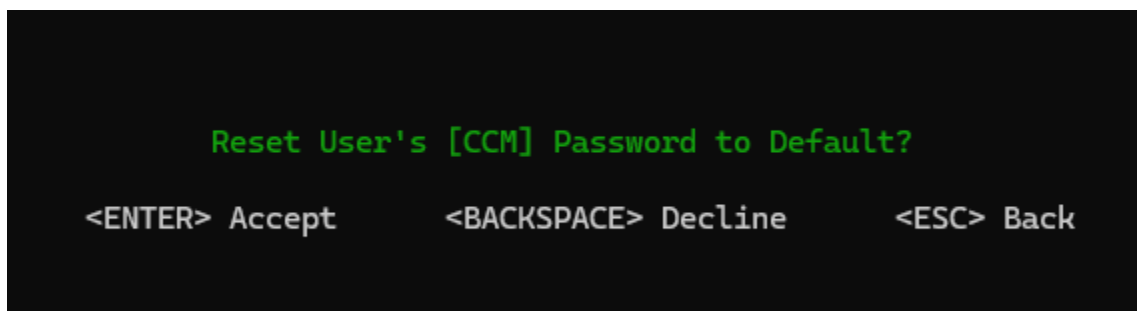 Reset User's [CCM] Password to Default?
<ENTER> Accept <BACKSPACE> Decline <ESC> Back